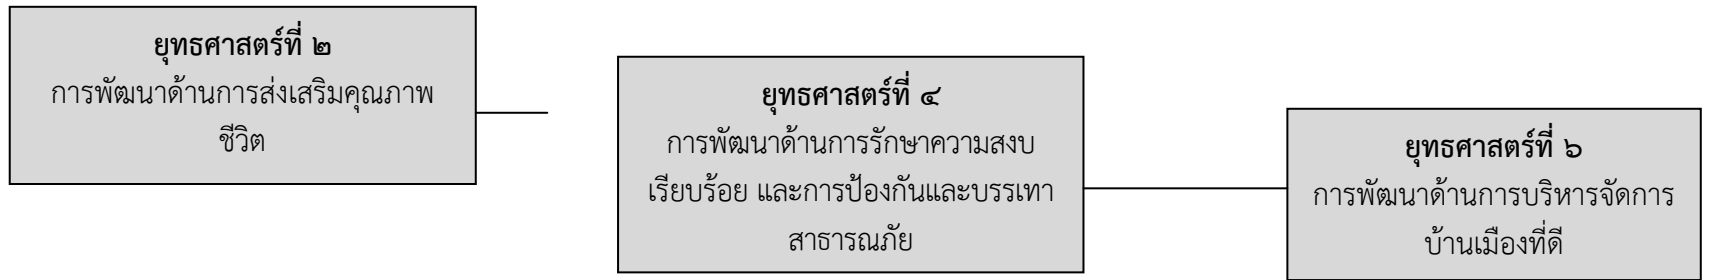 ยุทธศาสตร์ที่ ๒
การพัฒนาด้านการส่งเสริมคุณภาพ
ชีวิต
ยุทธศาสตร์ที่ ๔
การพัฒนาด้านการรักษาความสงบ
เรียบร้อย และการป้องกันและบรรเทา
สาธารณภัย
ยุทธศาสตร์ที่ ๖
การพัฒนาด้านการบริหารจัดการ
บ้านเมืองที่ดี